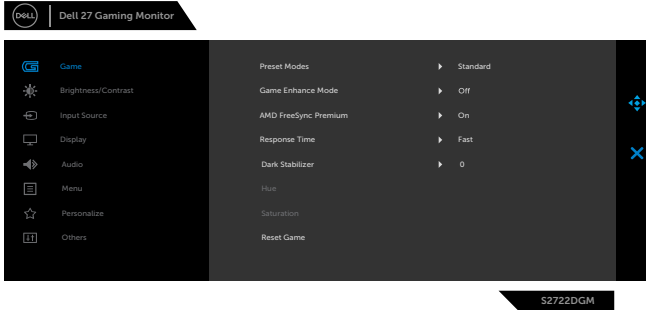 DELL
Dell 27 Gaming Monitor
Game
Preset Modes Standard
Brightness/Contrast
Game Enhance Mode Off
Input Source
AMD FreeSync Premium On
Display
Response Time Fast
Audio
Dark Stabilizer 0
Menu
Hue
Personalize
Saturation
Others
Reset Game
S2722DGM